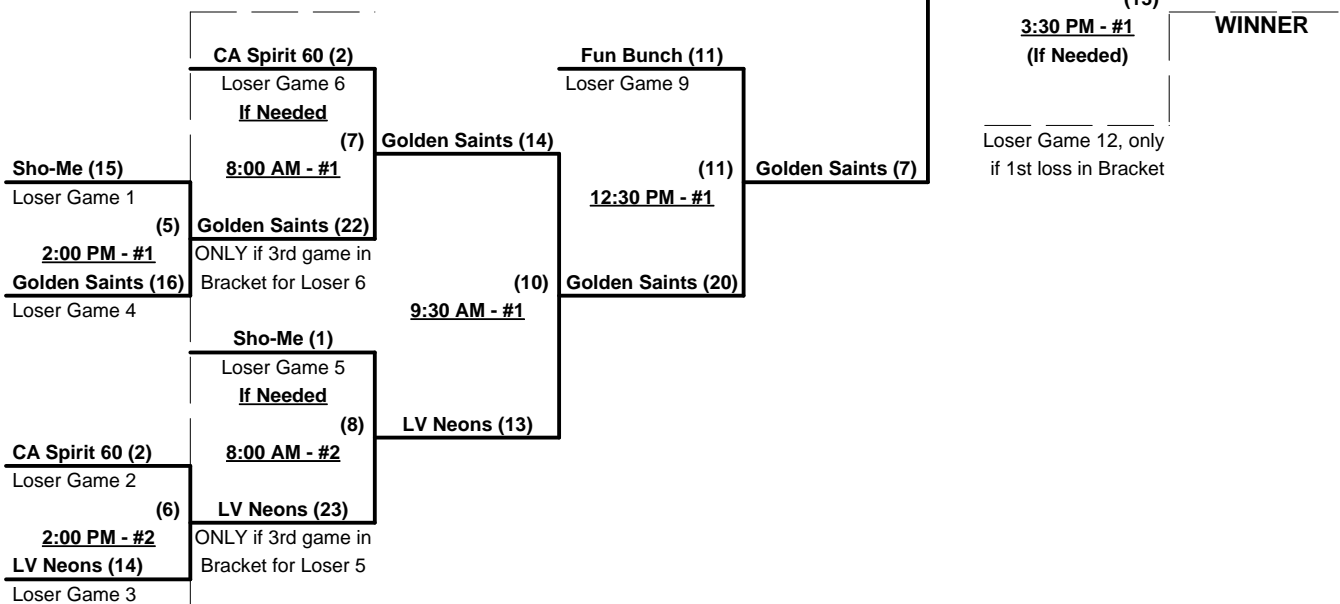 (13)
3:30 PM - #1
WINNER
(If Needed)
Loser Game 12, only
if 1st loss in Bracket
CA Spirit 60 (2)
Loser Game 6
If Needed
(7)
8:00 AM - #1
Golden Saints (14)
Fun Bunch (11)
Loser Game 9
(11)
12:30 PM - #1
Golden Saints (7)
Sho-Me (15)
Loser Game 1
(5)
2:00 PM - #1
Golden Saints (16)
Loser Game 4
Golden Saints (22)
ONLY if 3rd game in
Bracket for Loser 6
(10)
9:30 AM - #1
Golden Saints (20)
Sho-Me (1)
Loser Game 5
If Needed
(8)
8:00 AM - #2
LV Neons (13)
CA Spirit 60 (2)
Loser Game 2
(6)
2:00 PM - #2
LV Neons (14)
Loser Game 3
LV Neons (23)
ONLY if 3rd game in
Bracket for Loser 5